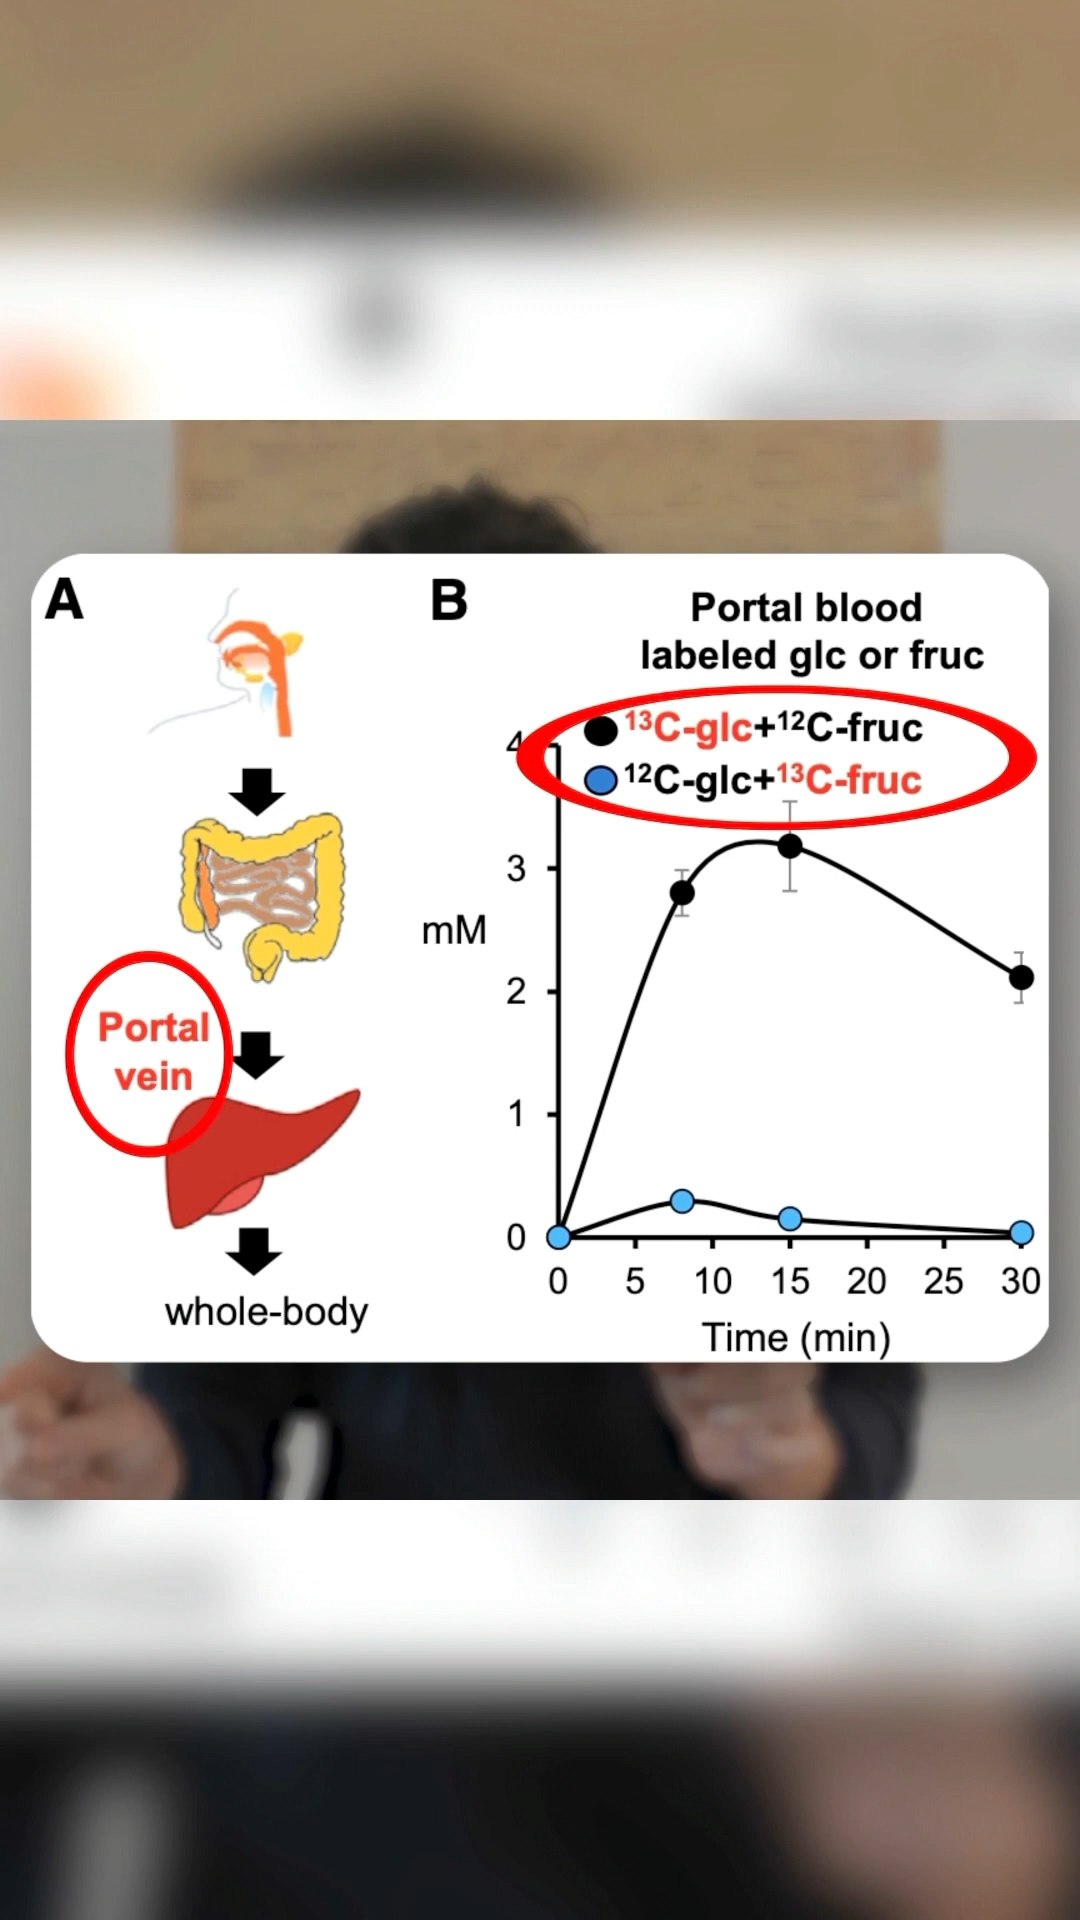 A
Portal
vein
whole-body
B
Portal blood
labeled glc or fruc
¹³C-glc+¹²C-fruc
¹²C-glc+¹³C-fruc
4
3
mM
2
1
0
0 5 10 15 20 25 30
Time (min)